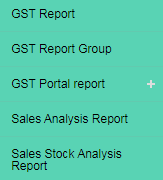 GST Report
GST Report Group
GST Portal report +
Sales Analysis Report
Sales Stock Analysis
Report